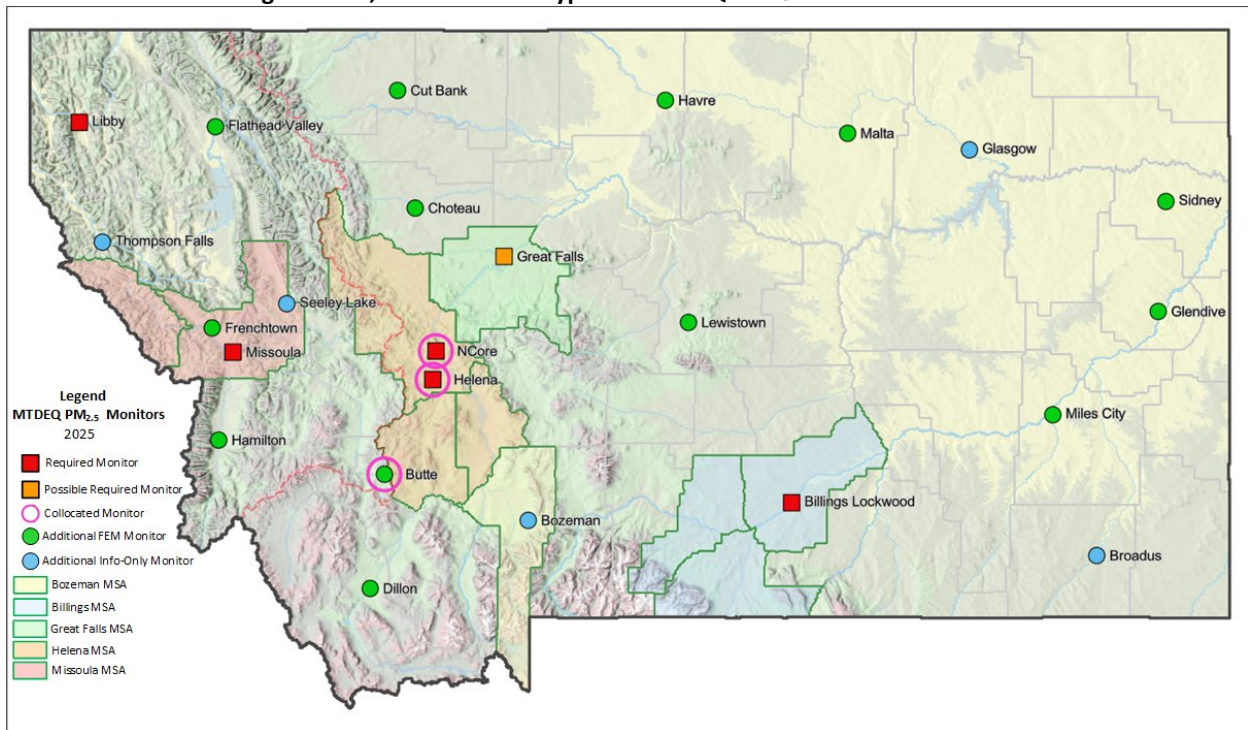 Cut Bank
Havre
Libby
Flathead Valley
Malta
Glasgow
Sidney
Choteau
Thompson Falls
Great Falls
Seeley Lake
Glendive
Frenchtown
Lewistown
Missoula
NCore
Helena
Miles City
Hamilton
Butte
Billings Lockwood
Bozeman
Broadus
Dillon
Legend
MTDEQ PM2.5 Monitors
2025
Required Monitor
Possible Required Monitor
Collocated Monitor
Additional FEM Monitor
Additional Info-Only Monitor
Bozeman MSA
Billings MSA
Great Falls MSA
Helena MSA
Missoula MSA